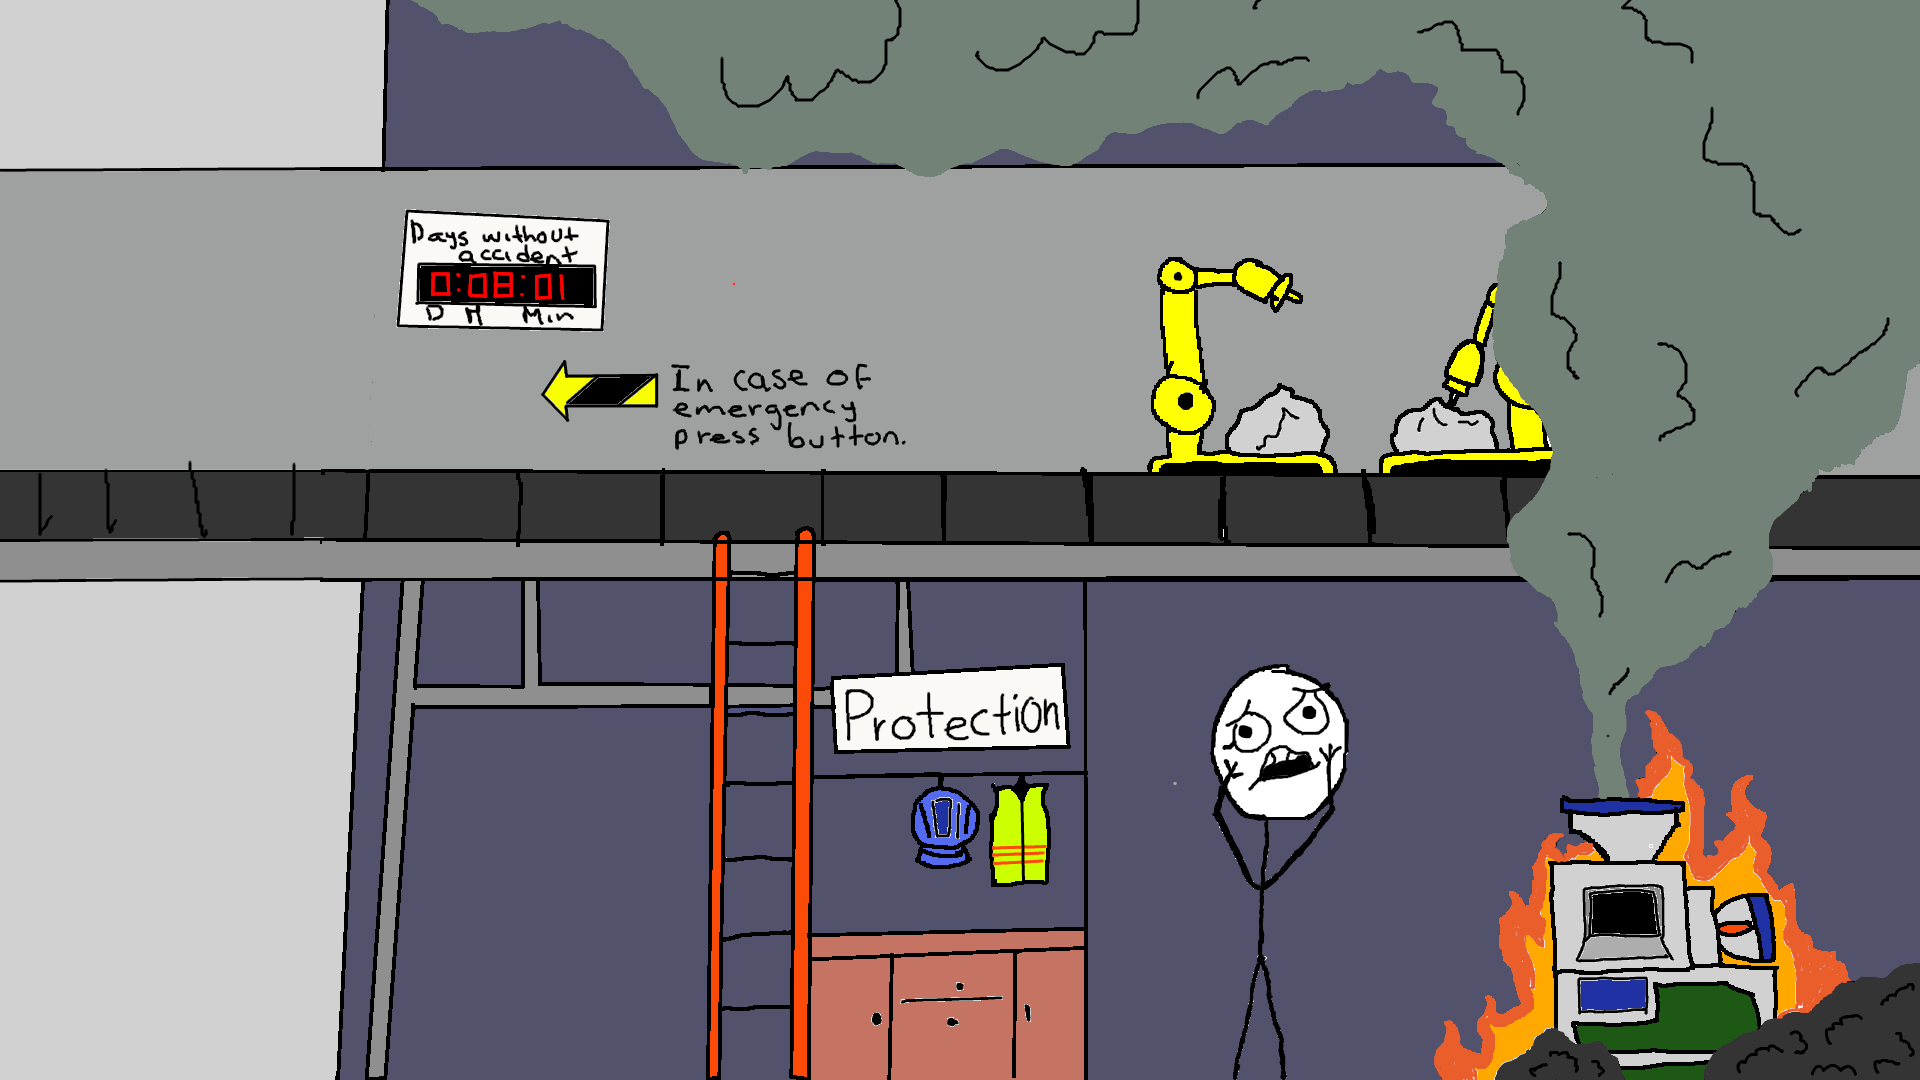 Days without
accident
0:08:01
D H Min
In case of
emergency
press button.
Protection